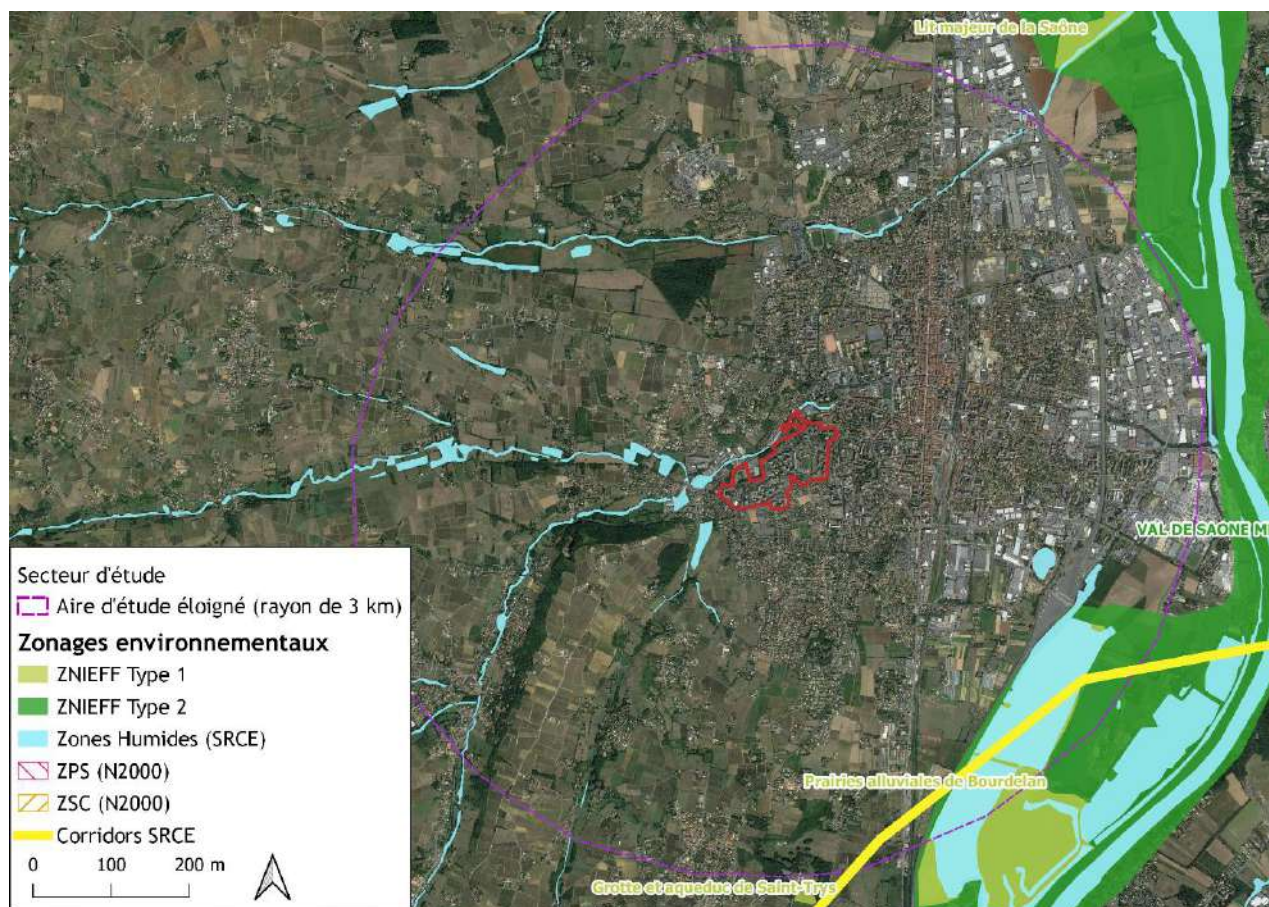 Lit majeur de la Saône
VAL DE SAÔNE M
Prairies alluviales de Bourdelan
Grotte et aqueduc de Saint-Trys
Secteur d'étude
Aire d'étude éloigné (rayon de 3 km)
Zonages environnementaux
ZNIEFF Type 1
ZNIEFF Type 2
Zones Humides (SRCE)
ZPS (N2000)
ZSC (N2000)
Corridors SRCE
0 100 200 m